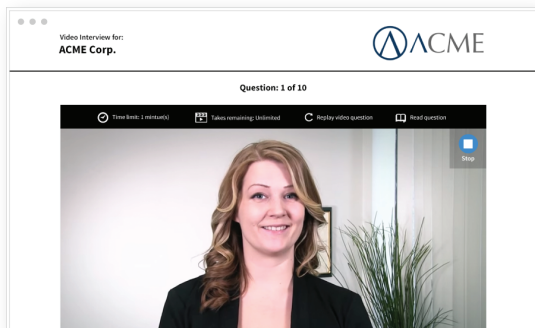 Video Interview for:
ACME Corp.
ACME
Question: 1 of 10
Time limit: 1 mintue(s) Takes remaining: Unlimited Replay video question Read question
Stop